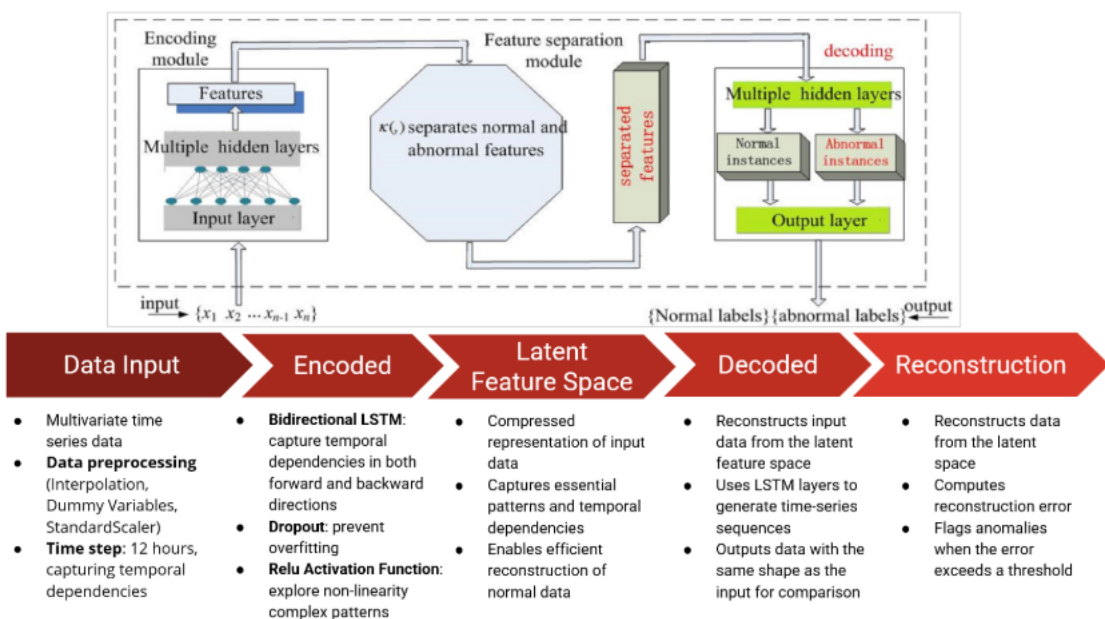 Encoding
module
Features
Multiple hidden layers
Input layer
input
{x₁ x₂ ... xₙ₋₁ xₙ}
κ(,) separates normal and
abnormal features
Feature separation
module
separated
features
decoding
Multiple hidden layers
Normal
instances
Abnormal
instances
Output layer
{Normal labels}{abnormal labels}
output
Data Input
● Multivariate time
series data
● Data preprocessing
(Interpolation,
Dummy Variables,
StandardScaler)
● Time step: 12 hours,
capturing temporal
dependencies
Encoded
● Bidirectional LSTM:
capture temporal
dependencies in both
forward and backward
directions
● Dropout: prevent
overfitting
● Relu Activation Function:
explore non-linearity
complex patterns
Latent
Feature Space
● Compressed
representation of input
data
● Captures essential
patterns and temporal
dependencies
● Enables efficient
reconstruction of
normal data
Decoded
● Reconstructs input
data from the latent
feature space
● Uses LSTM layers to
generate time-series
sequences
● Outputs data with the
same shape as the
input for comparison
Reconstruction
● Reconstructs data
from the latent
space
● Computes
reconstruction error
● Flags anomalies
when the error
exceeds a threshold